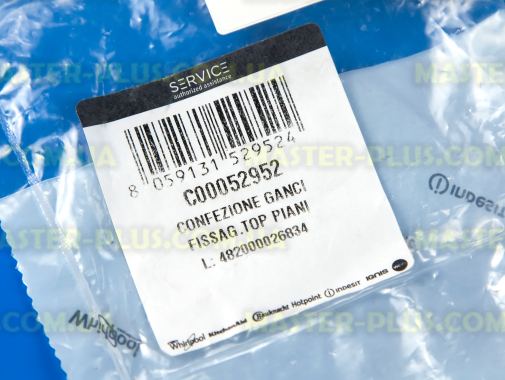 SERVICE
authorized assistance
8 059131 529524
C00052952
CONFEZIONE GANCI
FISSAG.TOP PIANI
L: 482000026834
Whirlpool KitchenAid Bauknecht Hotpoint INDESIT IGNIS
INDESIT
Whirlpool
MASTER-PLUS.COM.UA